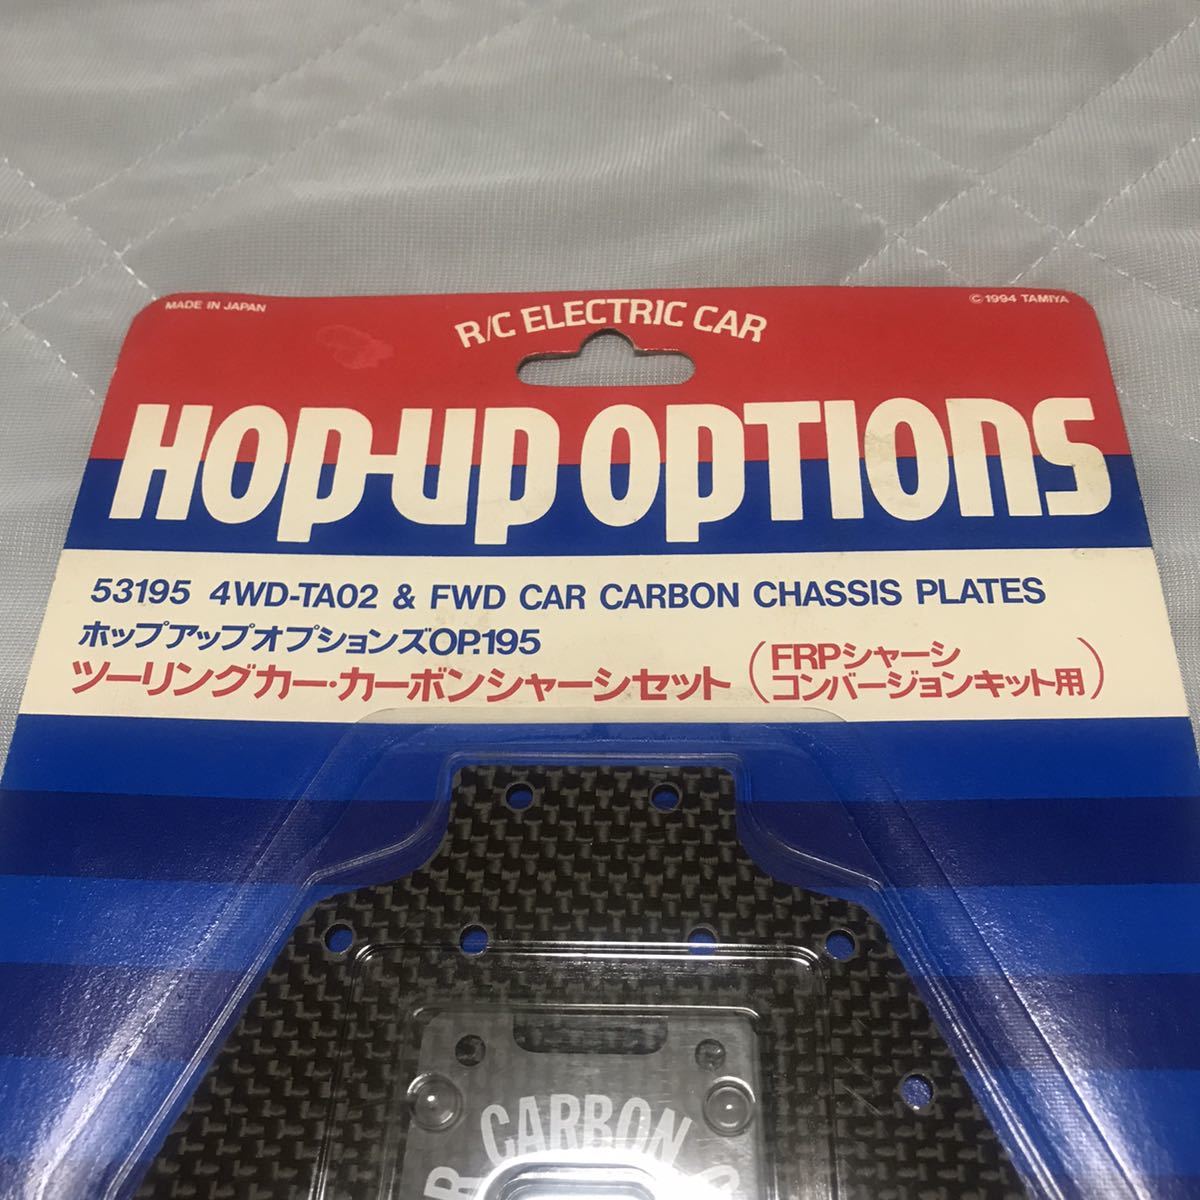 MADE IN JAPAN
© 1994 TAMIYA
R/C ELECTRIC CAR
HOP-UP OPTIONS
53195 4WD-TA02 & FWD CAR CARBON CHASSIS PLATES
ホップアップオプションズOP.195
ツーリングカー・カーボンシャーシセット
(FRPシャーシ
コンバージョンキット用)
CARBON